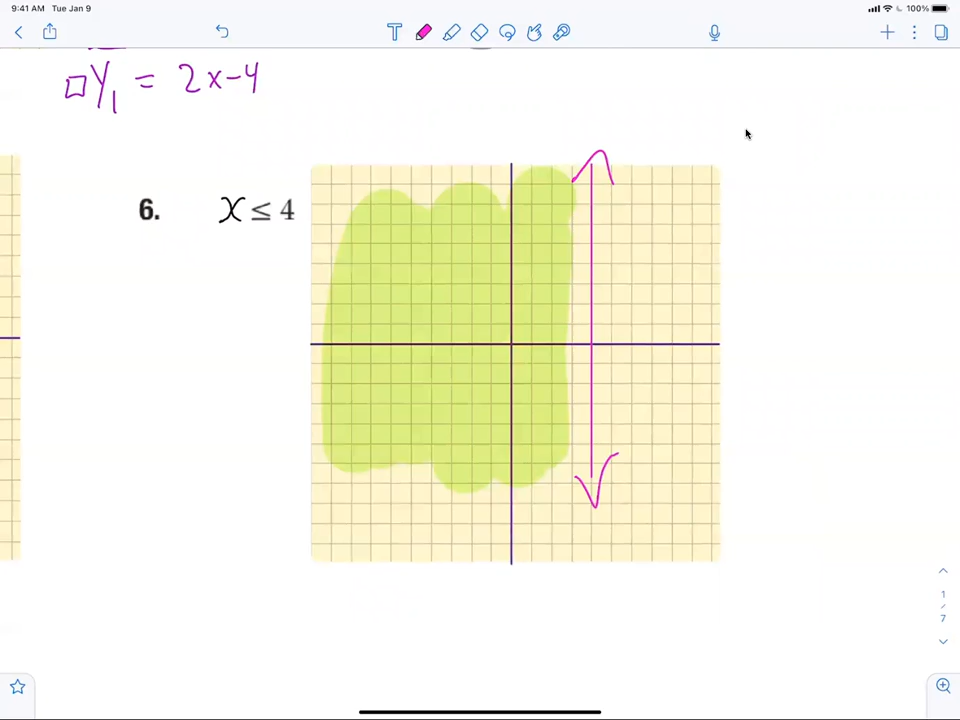 9:41 AM Tue Jan 9
100%
T
□Y₁ = 2x-4
6. x ≤ 4
1
/
7